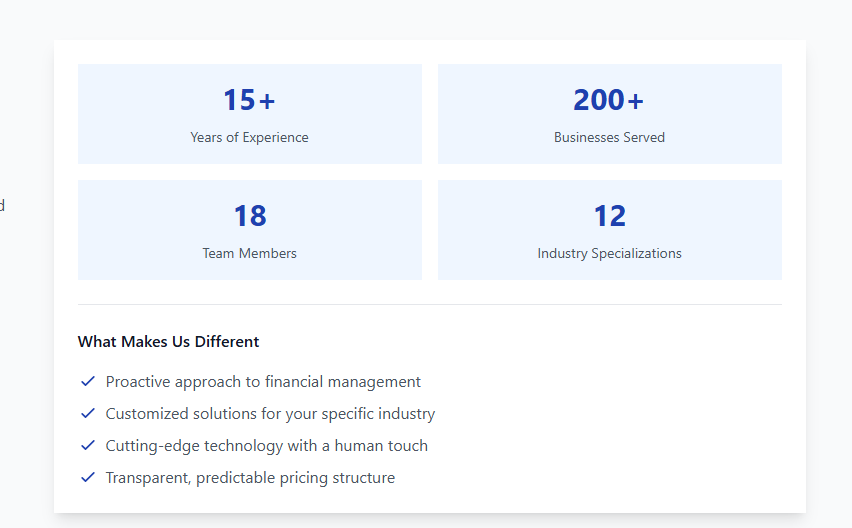 15+
200+
Years of Experience
Businesses Served
18
12
Team Members
Industry Specializations
d
What Makes Us Different
Proactive approach to financial management
Customized solutions for your specific industry
Cutting-edge technology with a human touch
Transparent, predictable pricing structure